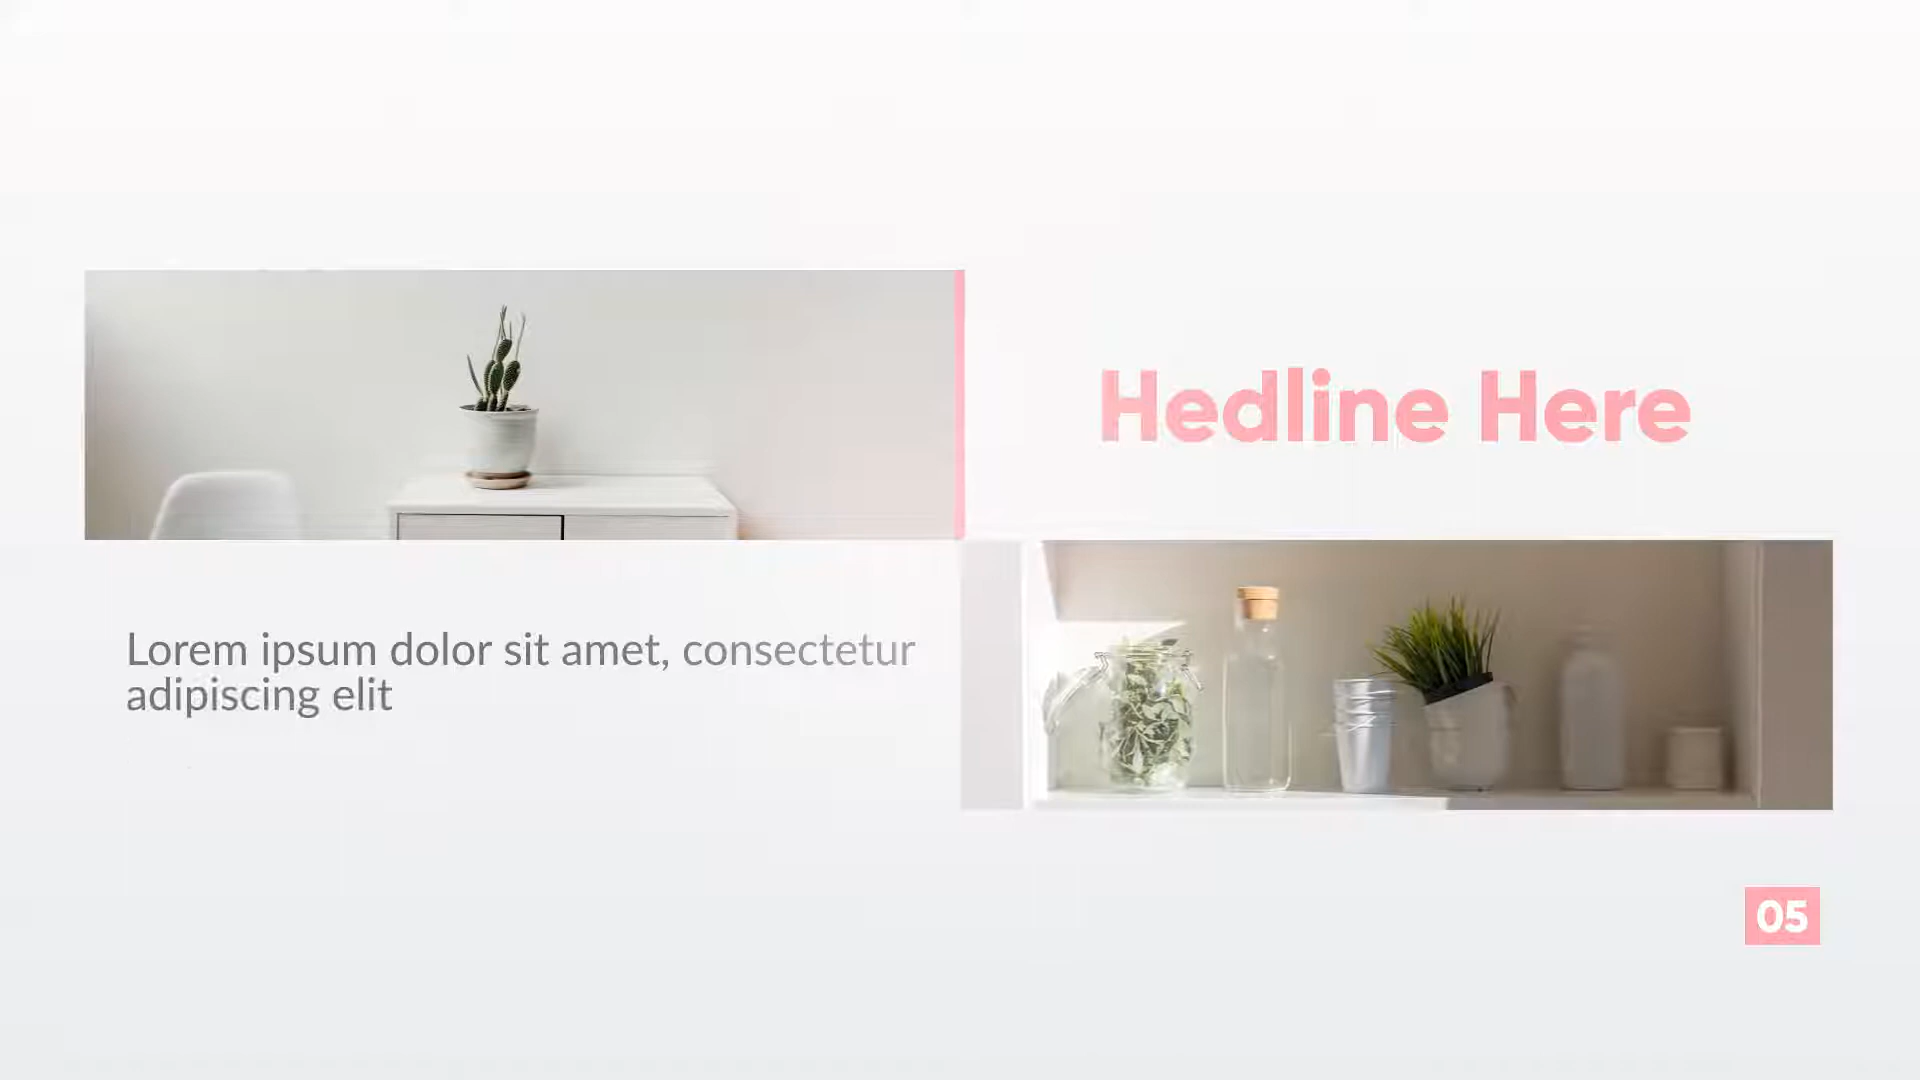 Hedline Here
Lorem ipsum dolor sit amet, consectetur
adipiscing elit
05